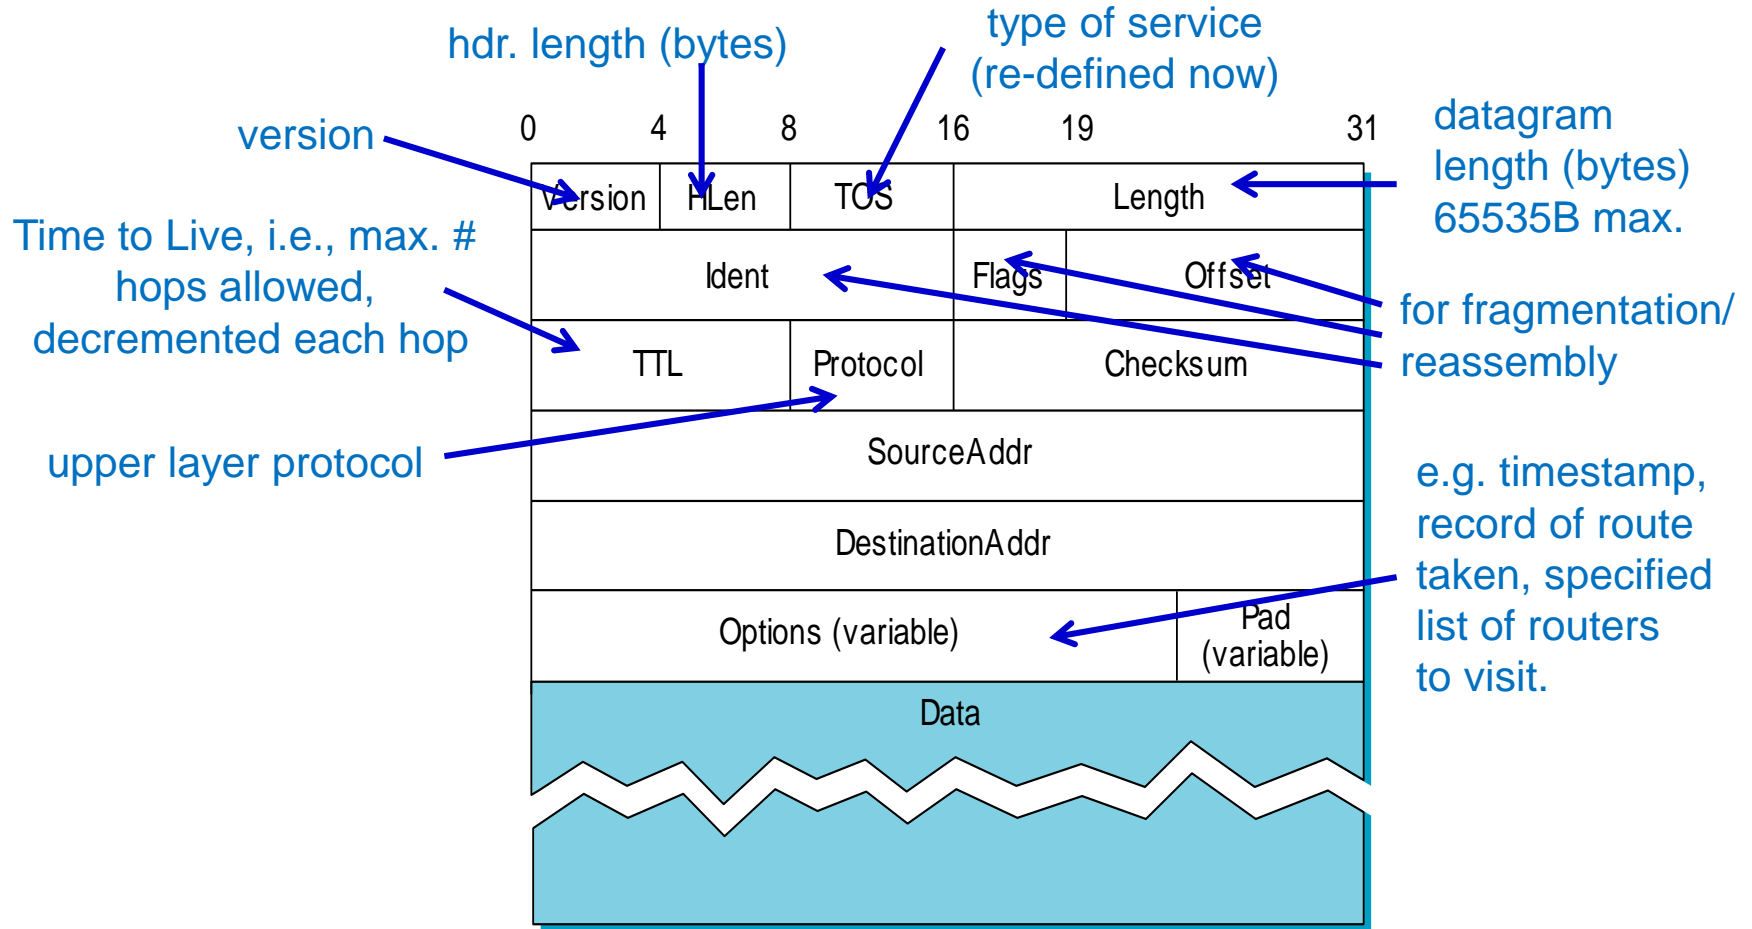 hdr. length (bytes)
type of service
(re-defined now)
version
0 4 8 16 19 31
datagram
length (bytes)
65535B max.
Version HLen TOS Length
Time to Live, i.e., max. #
hops allowed,
decremented each hop
Ident Flags Offset
for fragmentation/
reassembly
TTL Protocol Checksum
upper layer protocol
SourceAddr
DestinationAddr
e.g. timestamp,
record of route
taken, specified
list of routers
to visit.
Options (variable)
Pad
(variable)
Data